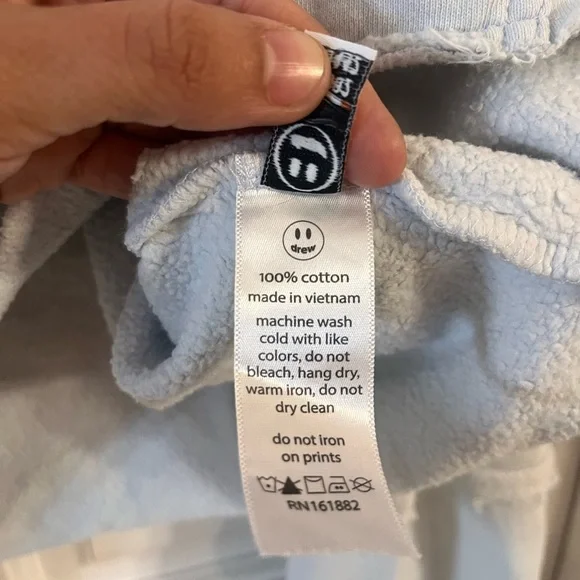 drew
100% cotton
made in vietnam
machine wash
cold with like
colors, do not
bleach, hang dry,
warm iron, do not
dry clean
do not iron
on prints
RN161882